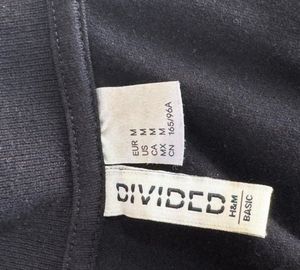 EUR M
US M
CA M
MX M
CN 165/96A
DIVIDED
H&M
BASIC